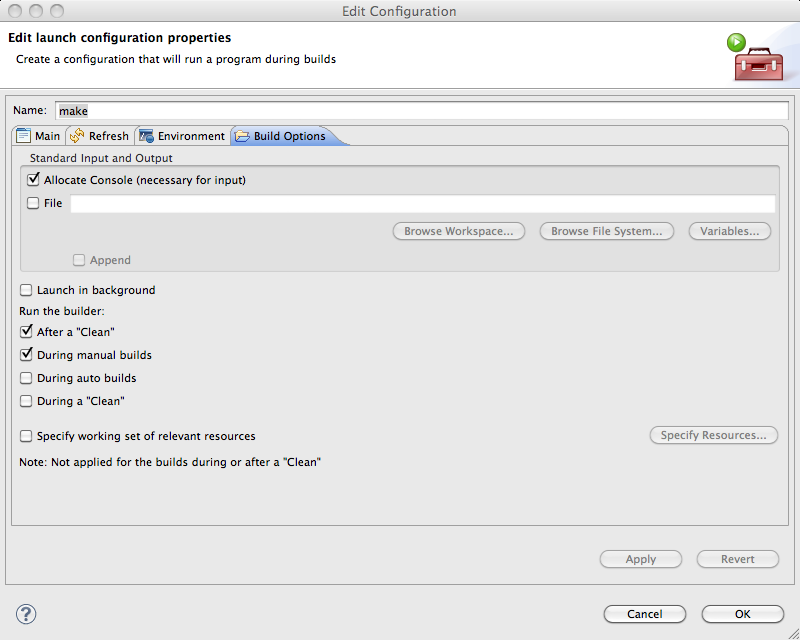 Edit Configuration
Edit launch configuration properties
Create a configuration that will run a program during builds
Name: make
Main Refresh Environment Build Options
Standard Input and Output
Allocate Console (necessary for input)
File
Browse Workspace... Browse File System... Variables...
Append
Launch in background
Run the builder:
After a "Clean"
During manual builds
During auto builds
During a "Clean"
Specify working set of relevant resources Specify Resources...
Note: Not applied for the builds during or after a "Clean"
Apply Revert
? Cancel OK